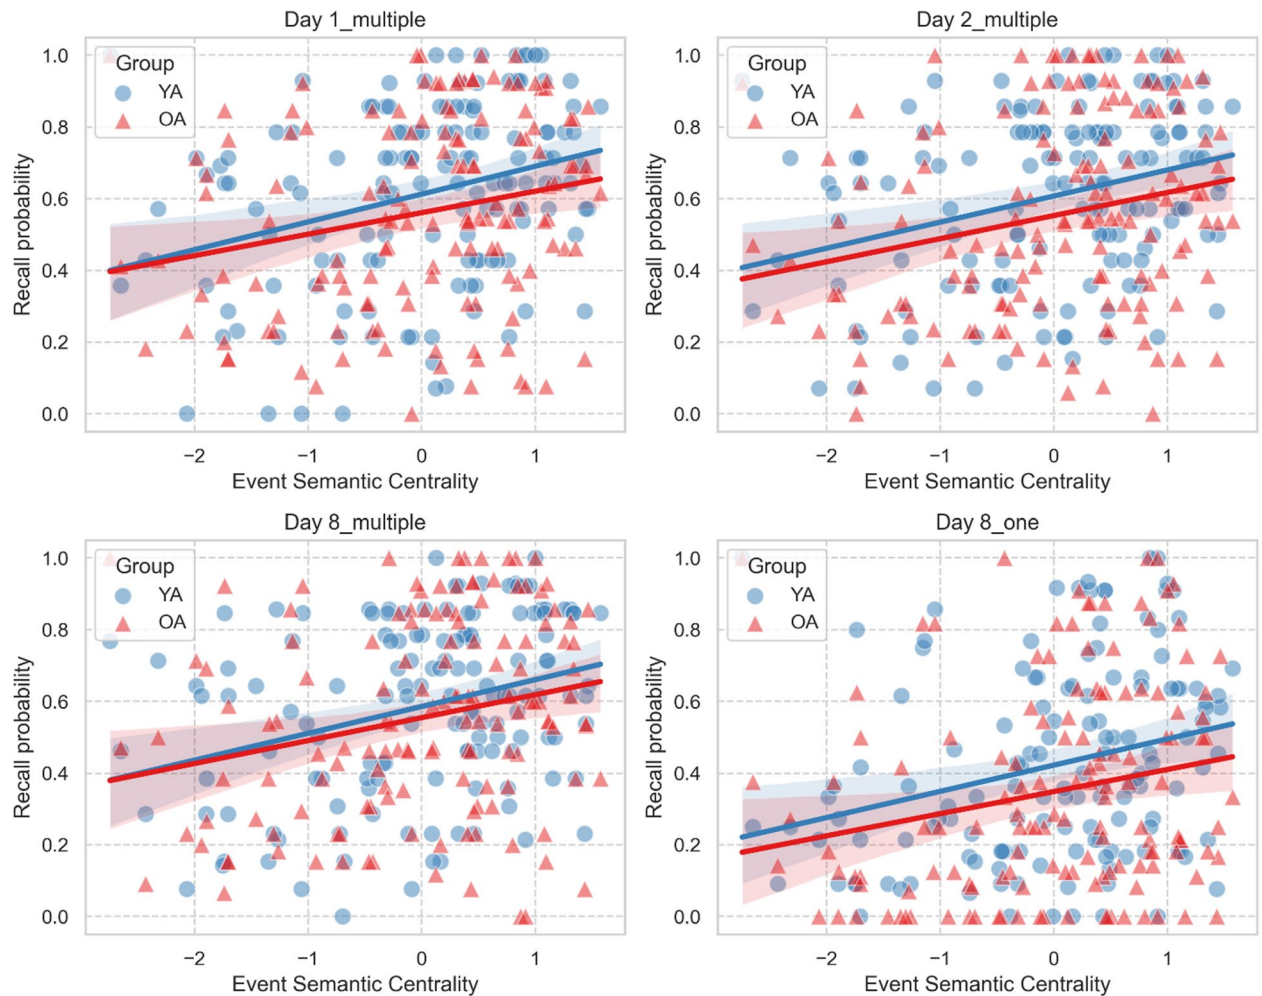 Day 1_multiple
Group
YA
OA
Recall probability
1.0
0.8
0.6
0.4
0.2
0.0
−2 −1 0 1
Event Semantic Centrality
Day 2_multiple
Group
YA
OA
Recall probability
1.0
0.8
0.6
0.4
0.2
0.0
−2 −1 0 1
Event Semantic Centrality
Day 8_multiple
Group
YA
OA
Recall probability
1.0
0.8
0.6
0.4
0.2
0.0
−2 −1 0 1
Event Semantic Centrality
Day 8_one
Group
YA
OA
Recall probability
1.0
0.8
0.6
0.4
0.2
0.0
−2 −1 0 1
Event Semantic Centrality